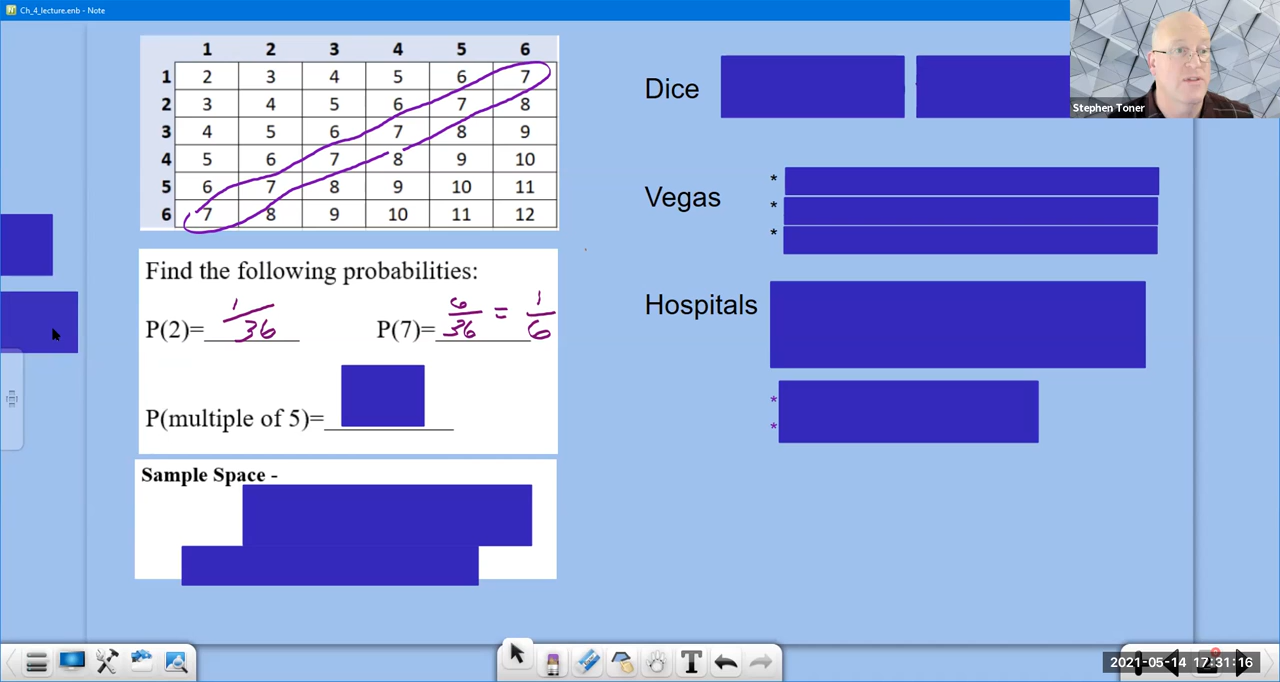 Ch_4_lecture.enb - Note
1 2 3 4 5 6
1 2 3 4 5 6 7
2 3 4 5 6 7 8
3 4 5 6 7 8 9
4 5 6 7 8 9 10
5 6 7 8 9 10 11
6 7 8 9 10 11 12
Find the following probabilities:
P(2)= 1/36 P(7)= 6/36 = 1/6
P(multiple of 5)=
Sample Space -
Dice
Vegas
*
*
*
Hospitals
*
*
Stephen Toner
T
2021-05-14 17:31:16